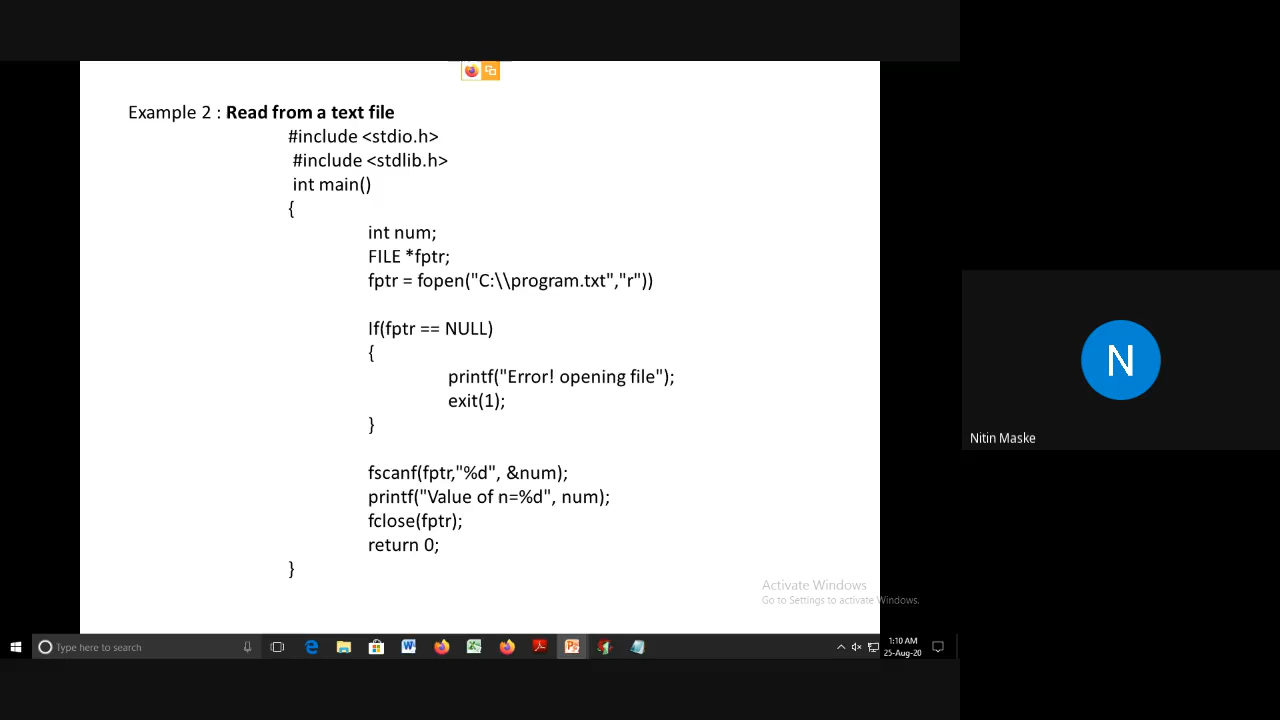 Example 2 : Read from a text file
#include <stdio.h>
#include <stdlib.h>
int main()
{
int num;
FILE *fptr;
fptr = fopen("C:\\program.txt","r"))
If(fptr == NULL)
{
printf("Error! opening file");
exit(1);
}
fscanf(fptr,"%d", &num);
printf("Value of n=%d", num);
fclose(fptr);
return 0;
}
N
Nitin Maske
Activate Windows
Go to Settings to activate Windows.
Type here to search
1:10 AM
25-Aug-20